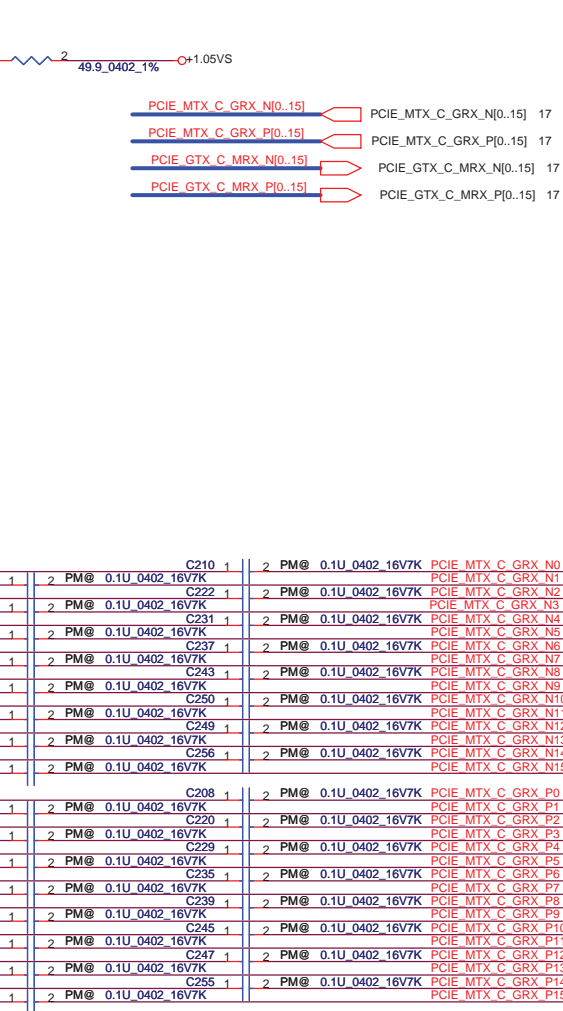 2
49.9_0402_1%
+1.05VS
PCIE_MTX_C_GRX_N[0..15] PCIE_MTX_C_GRX_N[0..15] 17
PCIE_MTX_C_GRX_P[0..15] PCIE_MTX_C_GRX_P[0..15] 17
PCIE_GTX_C_MRX_N[0..15] PCIE_GTX_C_MRX_N[0..15] 17
PCIE_GTX_C_MRX_P[0..15] PCIE_GTX_C_MRX_P[0..15] 17
C210 1 2 PM@ 0.1U_0402_16V7K PCIE_MTX_C_GRX_N0
1 2 PM@ 0.1U_0402_16V7K PCIE_MTX_C_GRX_N1
C222 1 2 PM@ 0.1U_0402_16V7K PCIE_MTX_C_GRX_N2
1 2 PM@ 0.1U_0402_16V7K PCIE_MTX_C_GRX_N3
C231 1 2 PM@ 0.1U_0402_16V7K PCIE_MTX_C_GRX_N4
1 2 PM@ 0.1U_0402_16V7K PCIE_MTX_C_GRX_N5
C237 1 2 PM@ 0.1U_0402_16V7K PCIE_MTX_C_GRX_N6
1 2 PM@ 0.1U_0402_16V7K PCIE_MTX_C_GRX_N7
C243 1 2 PM@ 0.1U_0402_16V7K PCIE_MTX_C_GRX_N8
1 2 PM@ 0.1U_0402_16V7K PCIE_MTX_C_GRX_N9
C250 1 2 PM@ 0.1U_0402_16V7K PCIE_MTX_C_GRX_N10
1 2 PM@ 0.1U_0402_16V7K PCIE_MTX_C_GRX_N11
C249 1 2 PM@ 0.1U_0402_16V7K PCIE_MTX_C_GRX_N12
1 2 PM@ 0.1U_0402_16V7K PCIE_MTX_C_GRX_N13
C256 1 2 PM@ 0.1U_0402_16V7K PCIE_MTX_C_GRX_N14
1 2 PM@ 0.1U_0402_16V7K PCIE_MTX_C_GRX_N15
C208 1 2 PM@ 0.1U_0402_16V7K PCIE_MTX_C_GRX_P0
1 2 PM@ 0.1U_0402_16V7K PCIE_MTX_C_GRX_P1
C220 1 2 PM@ 0.1U_0402_16V7K PCIE_MTX_C_GRX_P2
1 2 PM@ 0.1U_0402_16V7K PCIE_MTX_C_GRX_P3
C229 1 2 PM@ 0.1U_0402_16V7K PCIE_MTX_C_GRX_P4
1 2 PM@ 0.1U_0402_16V7K PCIE_MTX_C_GRX_P5
C235 1 2 PM@ 0.1U_0402_16V7K PCIE_MTX_C_GRX_P6
1 2 PM@ 0.1U_0402_16V7K PCIE_MTX_C_GRX_P7
C239 1 2 PM@ 0.1U_0402_16V7K PCIE_MTX_C_GRX_P8
1 2 PM@ 0.1U_0402_16V7K PCIE_MTX_C_GRX_P9
C245 1 2 PM@ 0.1U_0402_16V7K PCIE_MTX_C_GRX_P10
1 2 PM@ 0.1U_0402_16V7K PCIE_MTX_C_GRX_P11
C247 1 2 PM@ 0.1U_0402_16V7K PCIE_MTX_C_GRX_P12
1 2 PM@ 0.1U_0402_16V7K PCIE_MTX_C_GRX_P13
C255 1 2 PM@ 0.1U_0402_16V7K PCIE_MTX_C_GRX_P14
1 2 PM@ 0.1U_0402_16V7K PCIE_MTX_C_GRX_P15